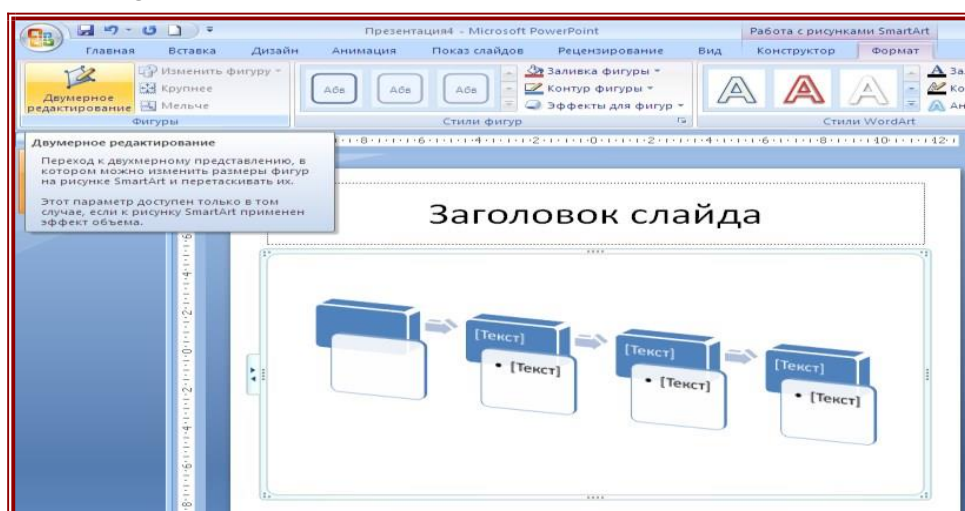 Презентация4 - Microsoft PowerPoint
Работа с рисунками SmartArt
Главная Вставка Дизайн Анимация Показ слайдов Рецензирование Вид Конструктор Формат
Двумерное редактирование
Изменить фигуру
Крупнее
Мельче
Фигуры
Абв Абв Абв
Заливка фигуры
Контур фигуры
Эффекты для фигур
Стили фигур
A A A
Стили WordArt
Двумерное редактирование
Переход к двухмерному представлению, в
котором можно изменить размеры фигур
на рисунке SmartArt и перетаскивать их.
Этот параметр доступен только в том
случае, если к рисунку SmartArt применен
эффект объема.
Заголовок слайда
[Текст]
• [Текст]
[Текст]
• [Текст]
[Текст]
• [Текст]